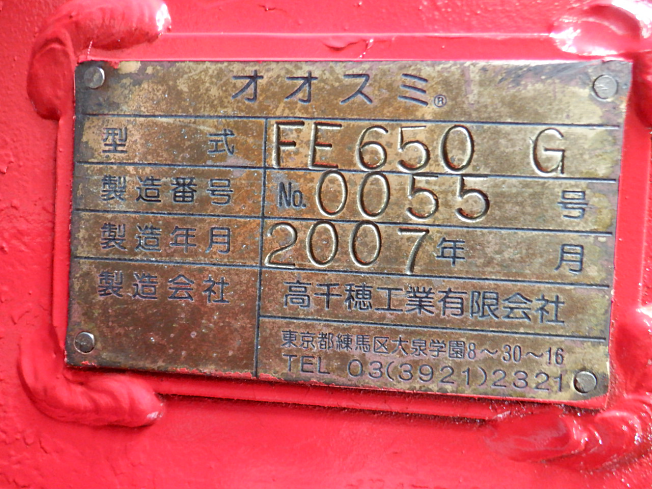 オオスミ®
型式 FE650 G
製造番号 No. 0055 号
製造年月 2007年 月
製造会社 高千穂工業有限会社
東京都練馬区大泉学園8〜30〜16
TEL 03(3921)2321